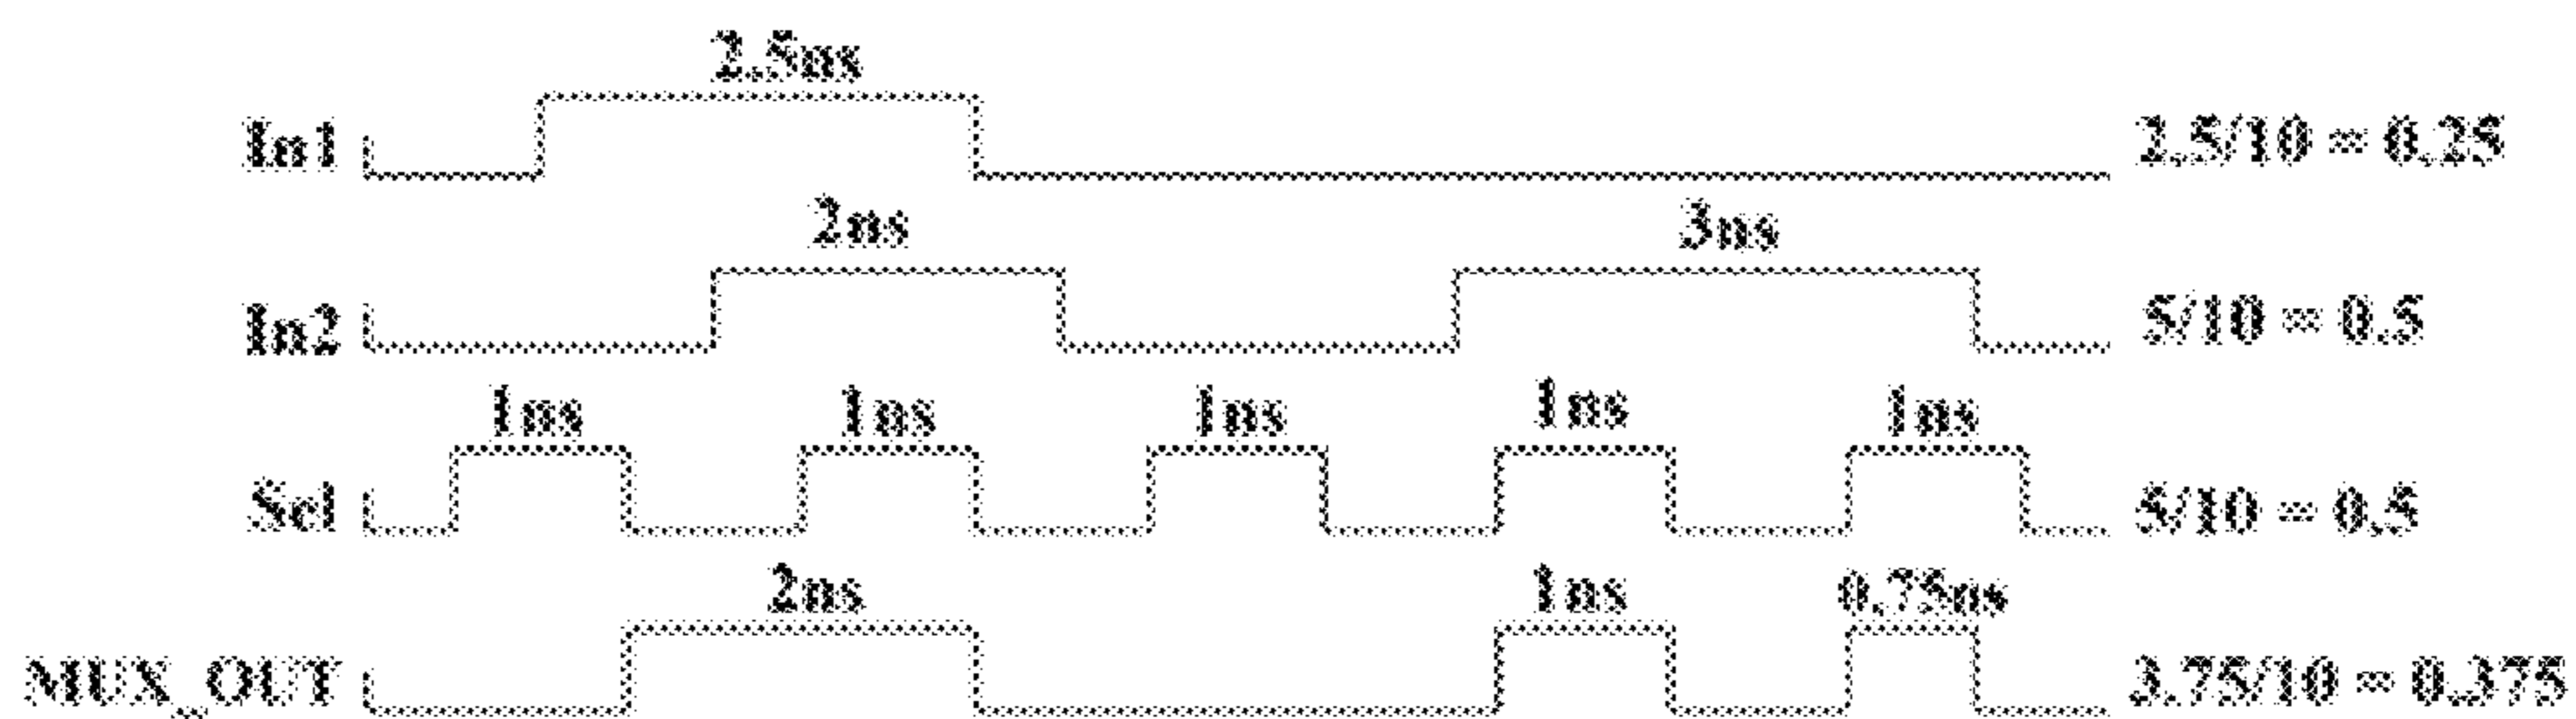 2.5ns
In1 2.5/10 = 0.25
2ns 3ns
In2 5/10 = 0.5
1ns 1ns 1ns 1ns 1ns
Sel 5/10 = 0.5
2ns 1ns 0.75ns
MUX_OUT 3.75/10 = 0.375